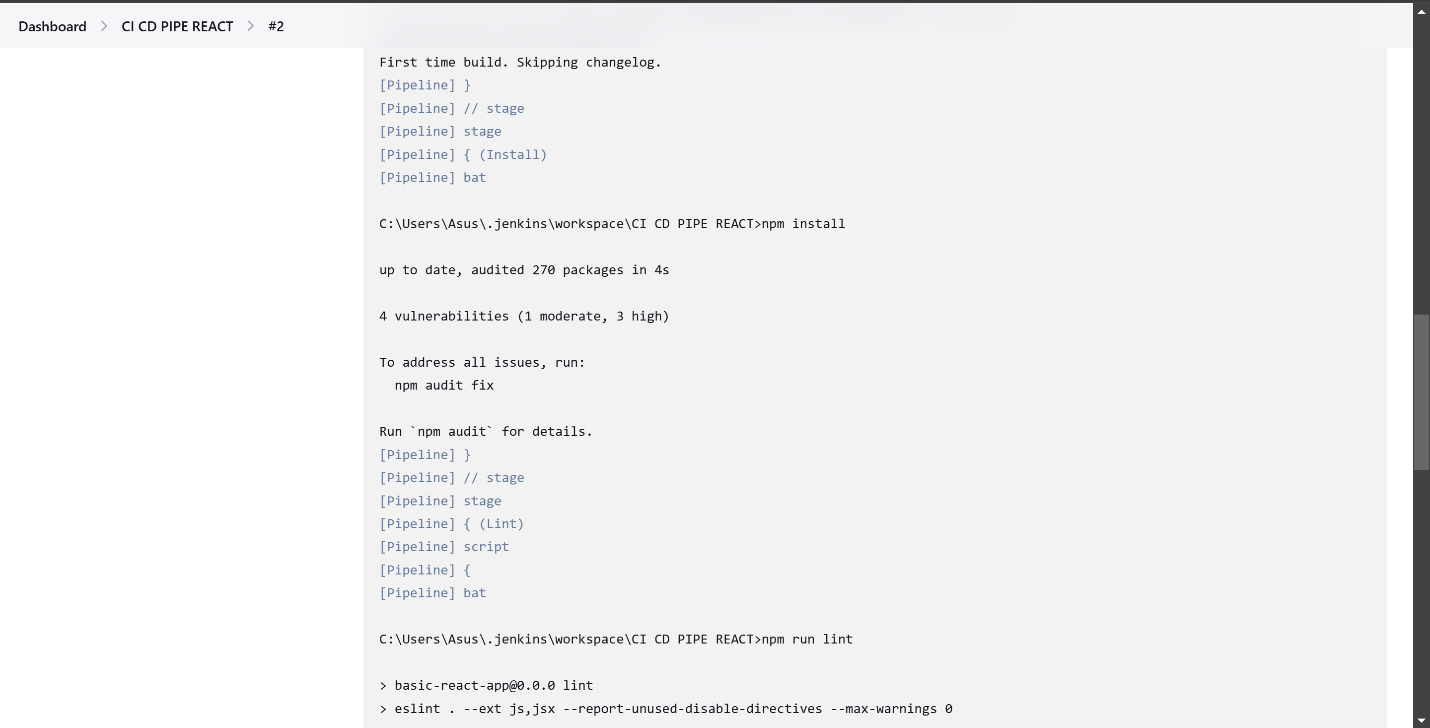 Dashboard > CI CD PIPE REACT > #2
First time build. Skipping changelog.
[Pipeline] }
[Pipeline] // stage
[Pipeline] stage
[Pipeline] { (Install)
[Pipeline] bat
C:\Users\Asus\.jenkins\workspace\CI CD PIPE REACT>npm install
up to date, audited 270 packages in 4s
4 vulnerabilities (1 moderate, 3 high)
To address all issues, run:
  npm audit fix
Run `npm audit` for details.
[Pipeline] }
[Pipeline] // stage
[Pipeline] stage
[Pipeline] { (Lint)
[Pipeline] script
[Pipeline] {
[Pipeline] bat
C:\Users\Asus\.jenkins\workspace\CI CD PIPE REACT>npm run lint
> basic-react-app@0.0.0 lint
> eslint . --ext js,jsx --report-unused-disable-directives --max-warnings 0